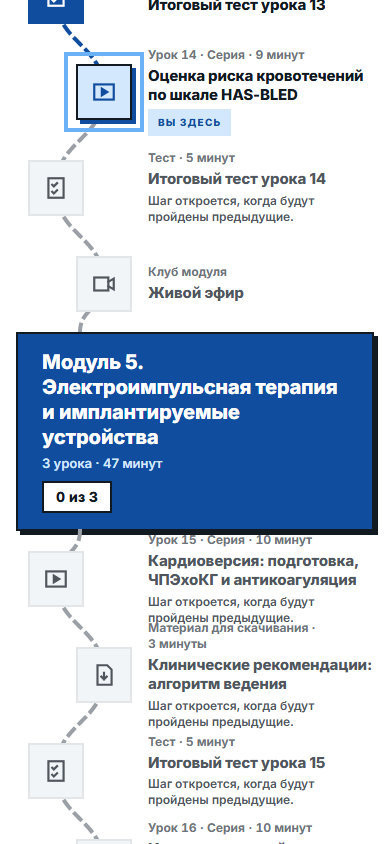 Итоговый тест урока 13
Урок 14 · Серия · 9 минут
Оценка риска кровотечений
по шкале HAS-BLED
ВЫ ЗДЕСЬ
Тест · 5 минут
Итоговый тест урока 14
Шаг откроется, когда будут
пройдены предыдущие.
Клуб модуля
Живой эфир
Модуль 5.
Электроимпульсная терапия
и имплантируемые
устройства
3 урока · 47 минут
0 из 3
Урок 15 · Серия · 10 минут
Кардиоверсия: подготовка,
ЧПЭхоКГ и антикоагуляция
Шаг откроется, когда будут
пройдены предыдущие.
Материал для скачивания ·
3 минуты
Клинические рекомендации:
алгоритм ведения
Шаг откроется, когда будут
пройдены предыдущие.
Тест · 5 минут
Итоговый тест урока 15
Шаг откроется, когда будут
пройдены предыдущие.
Урок 16 · Серия · 10 минут